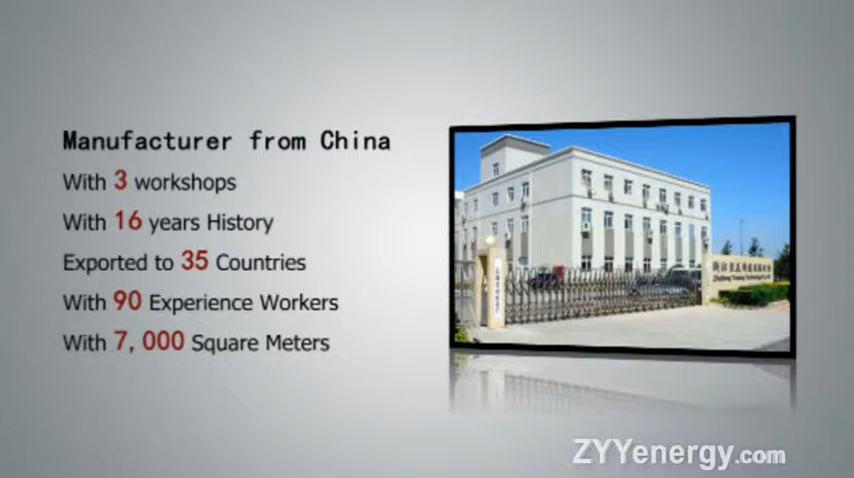 Manufacturer from China
With 3 workshops
With 16 years History
Exported to 35 Countries
With 90 Experience Workers
With 7, 000 Square Meters
ZYYenergy.com